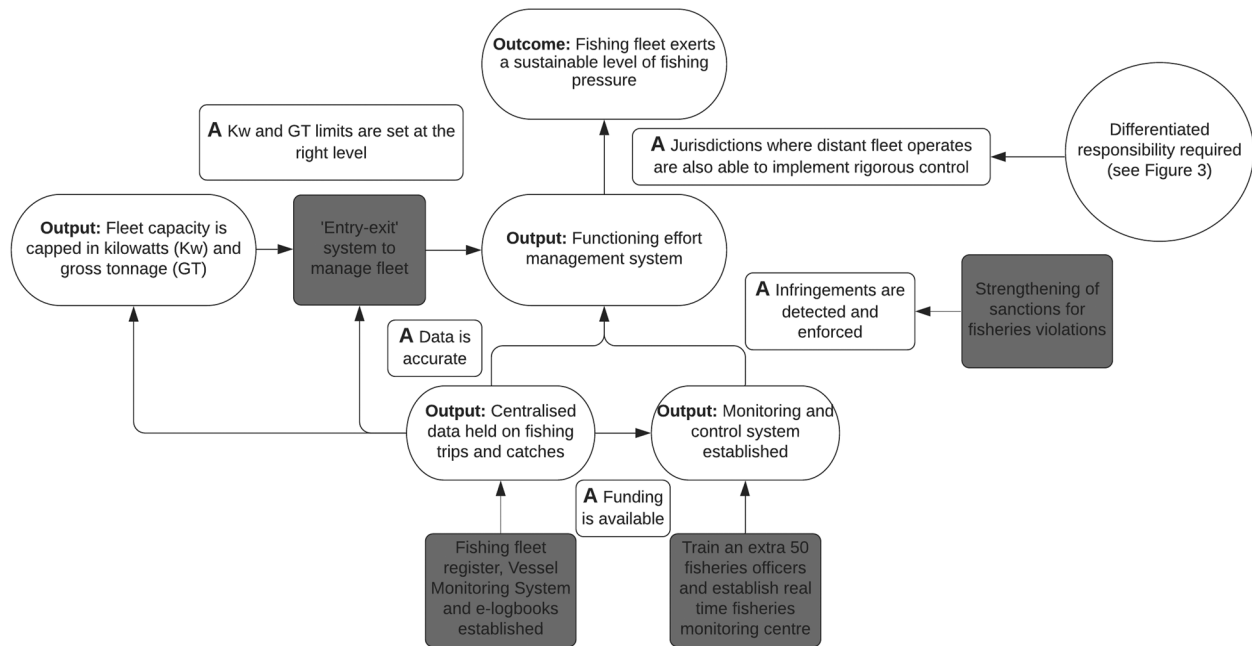 Outcome: Fishing fleet exerts
a sustainable level of fishing
pressure
A Kw and GT limits are set at the
right level
A Jurisdictions where distant fleet operates
are also able to implement rigorous control
Differentiated
responsibility required
(see Figure 3)
Output: Fleet capacity is
capped in kilowatts (Kw) and
gross tonnage (GT)
'Entry-exit'
system to
manage fleet
Output: Functioning effort
management system
A Infringements are
detected and
enforced
Strengthening of
sanctions for
fisheries violations
A Data is
accurate
Output: Centralised
data held on fishing
trips and catches
Output: Monitoring and
control system
established
A Funding
is available
Fishing fleet
register, Vessel
Monitoring System
and e-logbooks
established
Train an extra 50
fisheries officers
and establish real
time fisheries
monitoring centre